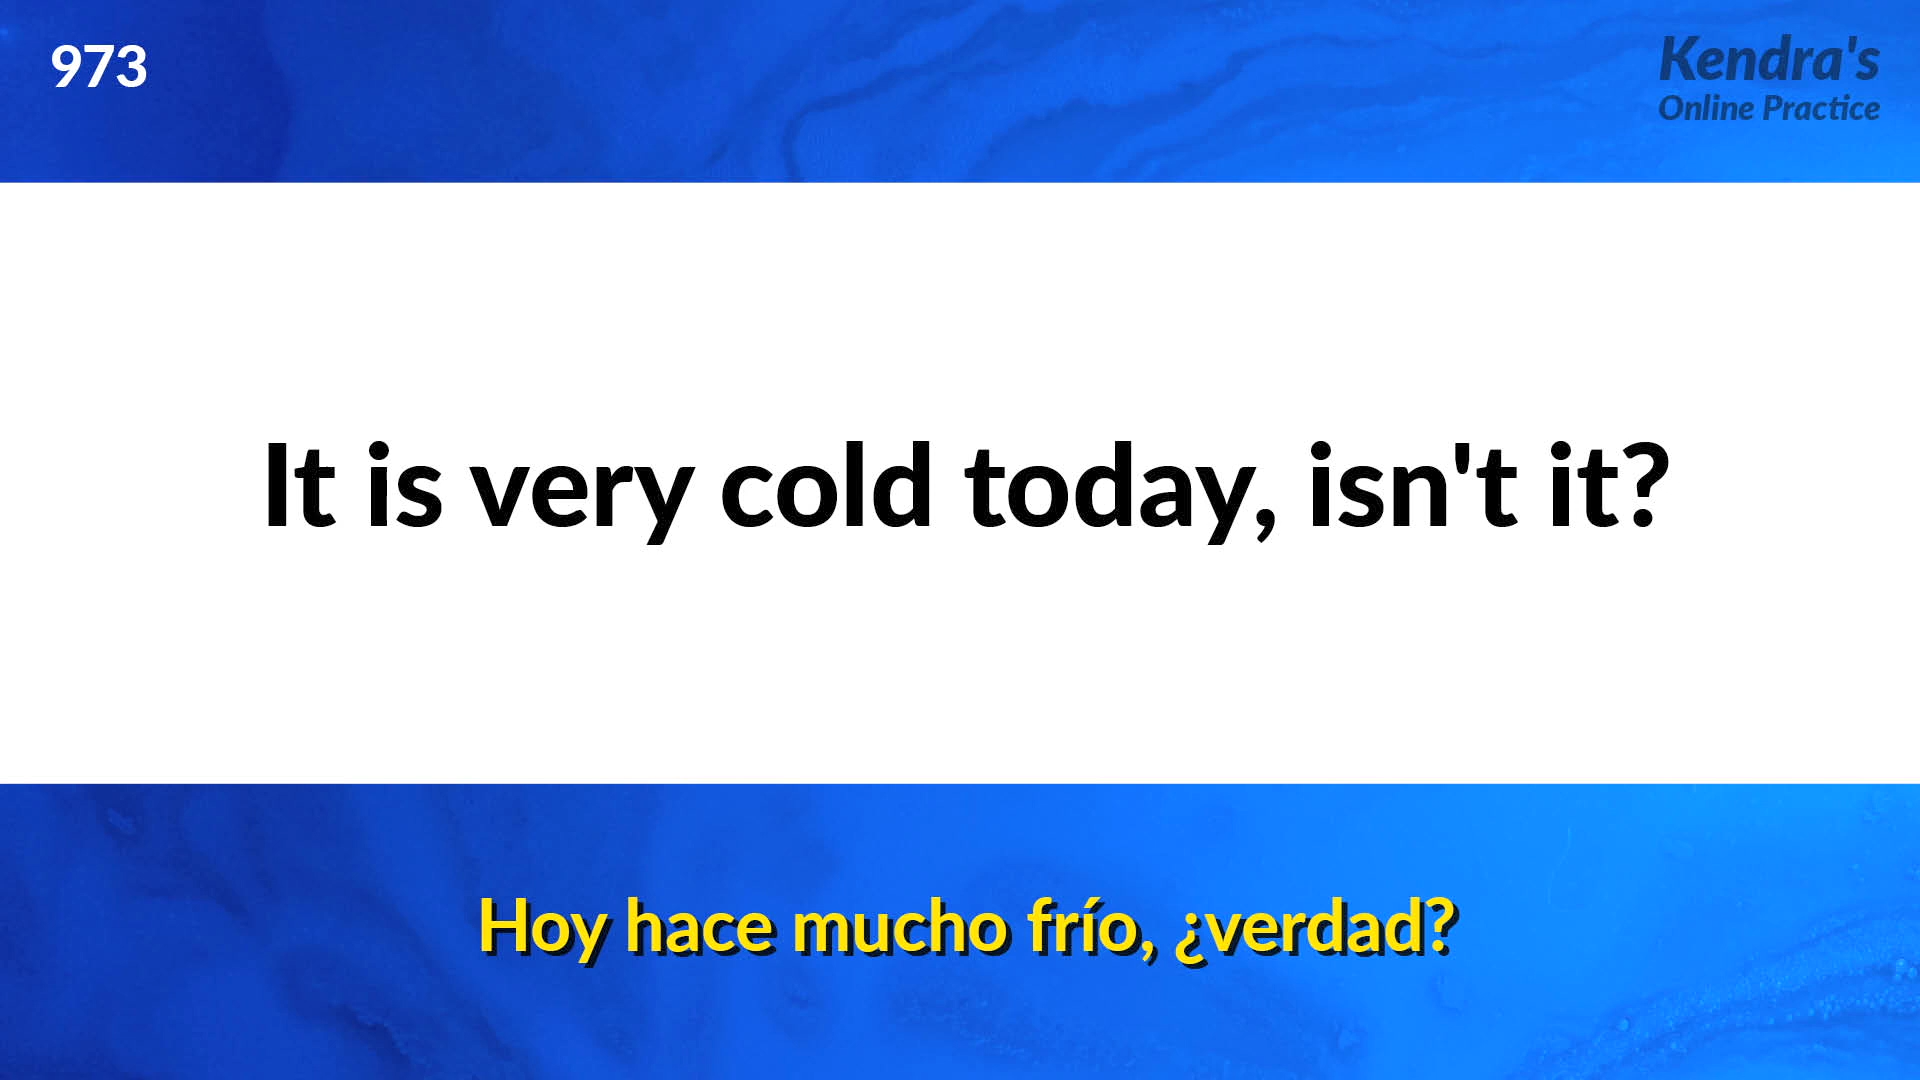 973
Kendra's
Online Practice
It is very cold today, isn't it?
Hoy hace mucho frío, ¿verdad?